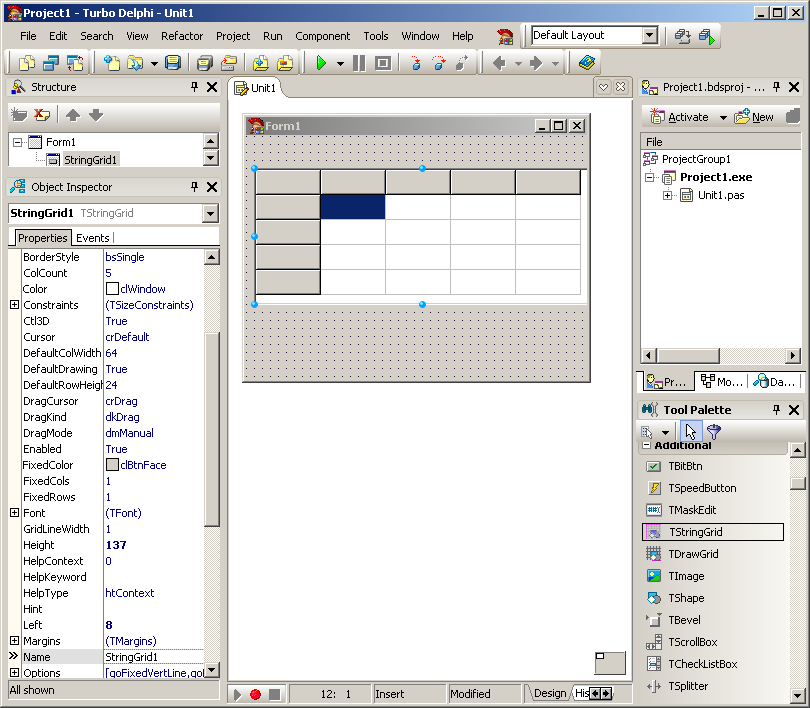 Project1 - Turbo Delphi - Unit1
File Edit Search View Refactor Project Run Component Tools Window Help
Default Layout
Structure
Form1
StringGrid1
Object Inspector
StringGrid1 TStringGrid
Properties Events
BorderStyle bsSingle
ColCount 5
Color clWindow
Constraints (TSizeConstraints)
Ctl3D True
Cursor crDefault
DefaultColWidth 64
DefaultDrawing True
DefaultRowHeigh 24
DragCursor crDrag
DragKind dkDrag
DragMode dmManual
Enabled True
FixedColor clBtnFace
FixedCols 1
FixedRows 1
Font (TFont)
GridLineWidth 1
Height 137
HelpContext 0
HelpKeyword
HelpType htContext
Hint
Left 8
Margins (TMargins)
Name StringGrid1
Options [goFixedVertLine,go
All shown
Unit1
Form1
12: 1 Insert Modified Design His
Project1.bdsproj - ...
Activate New
File
ProjectGroup1
Project1.exe
Unit1.pas
Pr... Mo... Da...
Tool Palette
Additional
TBitBtn
TSpeedButton
TMaskEdit
TStringGrid
TDrawGrid
TImage
TShape
TBevel
TScrollBox
TCheckListBox
TSplitter